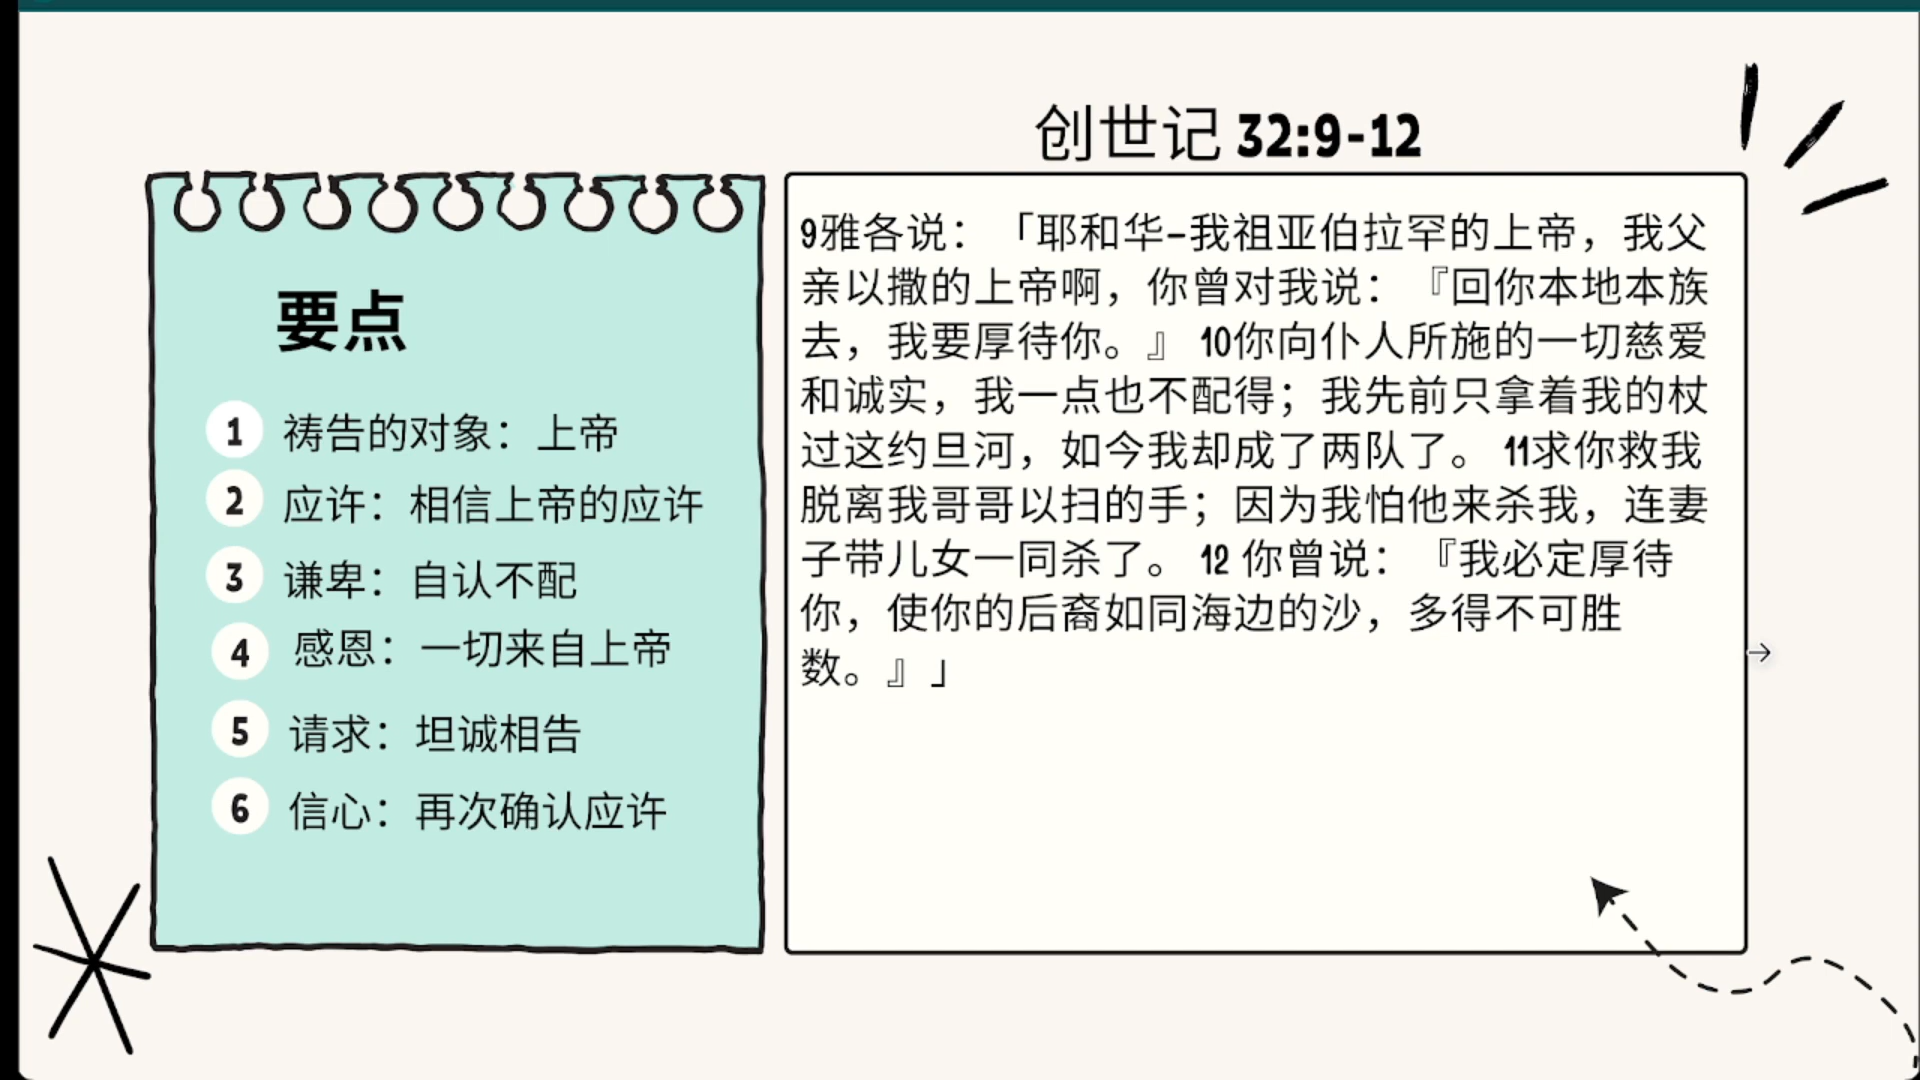 创世记 32:9-12
要点
1 祷告的对象：上帝
2 应许：相信上帝的应许
3 谦卑：自认不配
4 感恩：一切来自上帝
5 请求：坦诚相告
6 信心：再次确认应许
9雅各说：「耶和华–我祖亚伯拉罕的上帝，我父
亲以撒的上帝啊，你曾对我说：『回你本地本族
去，我要厚待你。』 10你向仆人所施的一切慈爱
和诚实，我一点也不配得；我先前只拿着我的杖
过这约旦河，如今我却成了两队了。 11求你救我
脱离我哥哥以扫的手；因为我怕他来杀我，连妻
子带儿女一同杀了。 12 你曾说：『我必定厚待
你，使你的后裔如同海边的沙，多得不可胜
数。』」